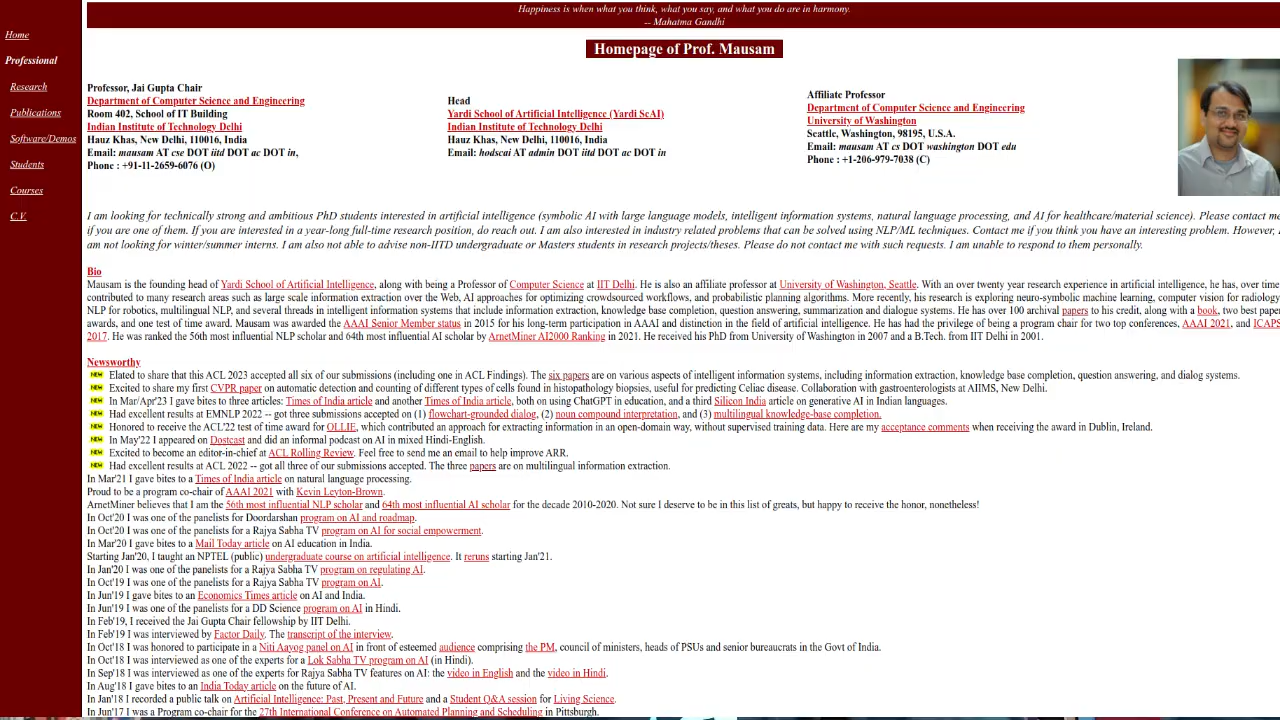 Happiness is when what you think, what you say, and what you do are in harmony.
-- Mahatma Gandhi
Home
Professional
Research
Publications
Software/Demos
Students
Courses
C.V.
Homepage of Prof. Mausam
Professor, Jai Gupta Chair
Department of Computer Science and Engineering
Room 402, School of IT Building
Indian Institute of Technology Delhi
Hauz Khas, New Delhi, 110016, India
Email: mausam AT cse DOT iitd DOT ac DOT in,
Phone : +91-11-2659-6076 (O)
Head
Yardi School of Artificial Intelligence (Yardi ScAI)
Indian Institute of Technology Delhi
Hauz Khas, New Delhi, 110016, India
Email: hodscai AT admin DOT iitd DOT ac DOT in
Affiliate Professor
Department of Computer Science and Engineering
University of Washington
Seattle, Washington, 98195, U.S.A.
Email: mausam AT cs DOT washington DOT edu
Phone : +1-206-979-7038 (C)
I am looking for technically strong and ambitious PhD students interested in artificial intelligence (symbolic AI with large language models, intelligent information systems, natural language processing, and AI for healthcare/material science). Please contact me
if you are one of them. If you are interested in a year-long full-time research position, do reach out. I am also interested in industry related problems that can be solved using NLP/ML techniques. Contact me if you think you have an interesting problem. However, I
am not looking for winter/summer interns. I am also not able to advise non-IITD undergraduate or Masters students in research projects/theses. Please do not contact me with such requests. I am unable to respond to them personally.
Bio
Mausam is the founding head of Yardi School of Artificial Intelligence, along with being a Professor of Computer Science at IIT Delhi. He is also an affiliate professor at University of Washington, Seattle. With an over twenty year research experience in artificial intelligence, he has, over time
contributed to many research areas such as large scale information extraction over the Web, AI approaches for optimizing crowdsourced workflows, and probabilistic planning algorithms. More recently, his research is exploring neuro-symbolic machine learning, computer vision for radiology
NLP for robotics, multilingual NLP, and several threads in intelligent information systems that include information extraction, knowledge base completion, question answering, summarization and dialogue systems. He has over 100 archival papers to his credit, along with a book, two best paper
awards, and one test of time award. Mausam was awarded the AAAI Senior Member status in 2015 for his long-term participation in AAAI and distinction in the field of artificial intelligence. He has had the privilege of being a program chair for two top conferences, AAAI 2021, and ICAPS
2017. He was ranked the 56th most influential NLP scholar and 64th most influential AI scholar by ArnetMiner AI2000 Ranking in 2021. He received his PhD from University of Washington in 2007 and a B.Tech. from IIT Delhi in 2001.
Newsworthy
NEW Elated to share that this ACL 2023 accepted all six of our submissions (including one in ACL Findings). The six papers are on various aspects of intelligent information systems, including information extraction, knowledge base completion, question answering, and dialog systems.
NEW Excited to share my first CVPR paper on automatic detection and counting of different types of cells found in histopathology biopsies, useful for predicting Celiac disease. Collaboration with gastroenterologists at AIIMS, New Delhi.
NEW In Mar/Apr'23 I gave bites to three articles: Times of India article and another Times of India article, both on using ChatGPT in education, and a third Silicon India article on generative AI in Indian languages.
NEW Had excellent results at EMNLP 2022 -- got three submissions accepted on (1) flowchart-grounded dialog, (2) noun compound interpretation, and (3) multilingual knowledge-base completion.
NEW Honored to receive the ACL'22 test of time award for OLLIE, which contributed an approach for extracting information in an open-domain way, without supervised training data. Here are my acceptance comments when receiving the award in Dublin, Ireland.
NEW In May'22 I appeared on Dostcast and did an informal podcast on AI in mixed Hindi-English.
NEW Excited to become an editor-in-chief at ACL Rolling Review. Feel free to send me an email to help improve ARR.
NEW Had excellent results at ACL 2022 -- got all three of our submissions accepted. The three papers are on multilingual information extraction.
In Mar'21 I gave bites to a Times of India article on natural language processing.
Proud to be a program co-chair of AAAI 2021 with Kevin Leyton-Brown.
ArnetMiner believes that I am the 56th most influential NLP scholar and 64th most influential AI scholar for the decade 2010-2020. Not sure I deserve to be in this list of greats, but happy to receive the honor, nonetheless!
In Oct'20 I was one of the panelists for Doordarshan program on AI and roadmap.
In Oct'20 I was one of the panelists for a Rajya Sabha TV program on AI for social empowerment.
In Mar'20 I gave bites to a Mail Today article on AI education in India.
Starting Jan'20, I taught an NPTEL (public) undergraduate course on artificial intelligence. It reruns starting Jan'21.
In Jan'20 I was one of the panelists for a Rajya Sabha TV program on regulating AI.
In Oct'19 I was one of the panelists for a Rajya Sabha TV program on AI.
In Jun'19 I gave bites to an Economics Times article on AI and India.
In Jun'19 I was one of the panelists for a DD Science program on AI in Hindi.
In Feb'19, I received the Jai Gupta Chair fellowship by IIT Delhi.
In Feb'19 I was interviewed by Factor Daily. The transcript of the interview.
In Oct'18 I was honored to participate in a Niti Aayog panel on AI in front of esteemed audience comprising the PM, council of ministers, heads of PSUs and senior bureaucrats in the Govt of India.
In Oct'18 I was interviewed as one of the experts for a Lok Sabha TV program on AI (in Hindi).
In Sep'18 I was interviewed as one of the experts for Rajya Sabha TV features on AI: the video in English and the video in Hindi.
In Aug'18 I gave bites to an India Today article on the future of AI.
In Jan'18 I recorded a public talk on Artificial Intelligence: Past, Present and Future and a Student Q&A session for Living Science.
In Jun'17 I was a Program co-chair for the 27th International Conference on Automated Planning and Scheduling in Pittsburgh.